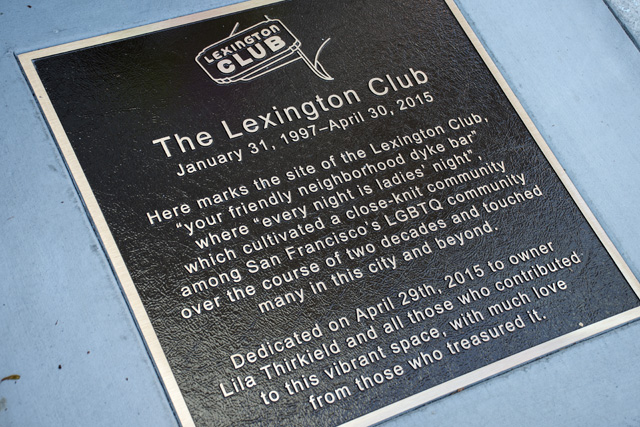 LEXINGTON
CLUB
The Lexington Club
January 31, 1997–April 30, 2015
Here marks the site of the Lexington Club,
"your friendly neighborhood dyke bar"
where "every night is ladies' night",
which cultivated a close-knit community
among San Francisco's LGBTQ community
over the course of two decades and touched
many in this city and beyond.
Dedicated on April 29th, 2015 to owner
Lila Thirkield and all those who contributed
to this vibrant space, with much love
from those who treasured it.